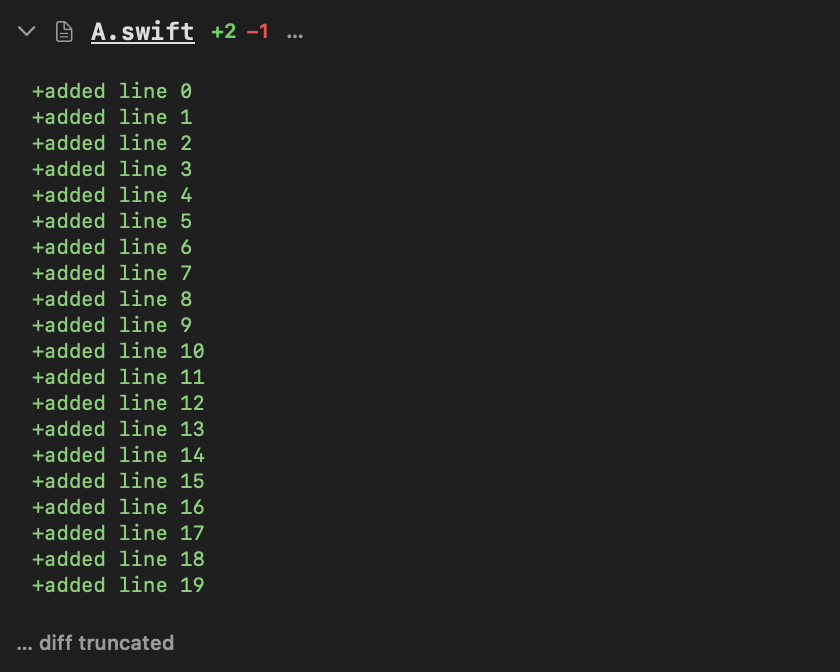 A.swift +2 −1 …
+added line 0
+added line 1
+added line 2
+added line 3
+added line 4
+added line 5
+added line 6
+added line 7
+added line 8
+added line 9
+added line 10
+added line 11
+added line 12
+added line 13
+added line 14
+added line 15
+added line 16
+added line 17
+added line 18
+added line 19
… diff truncated